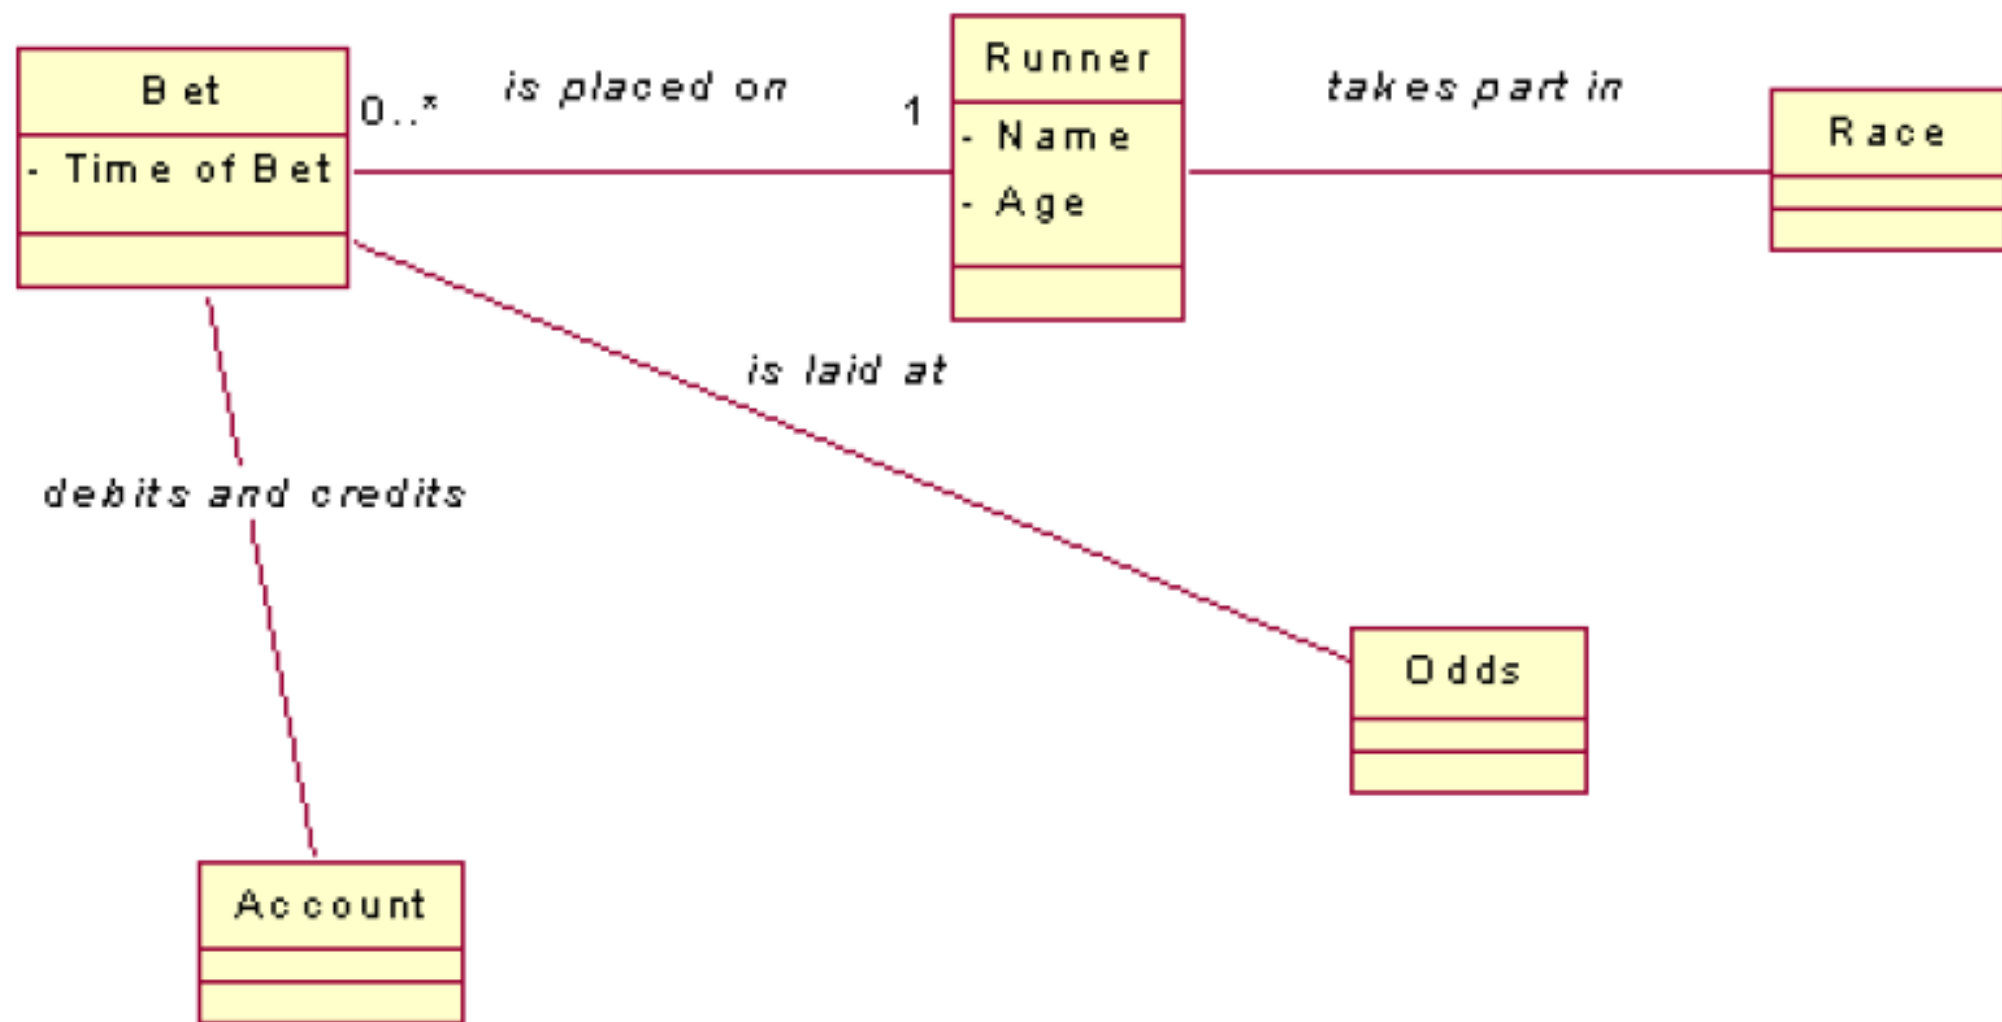 Bet
- Time of Bet
0..*
is placed on
1
Runner
- Name
- Age
takes part in
Race
is laid at
debits and credits
Odds
Account